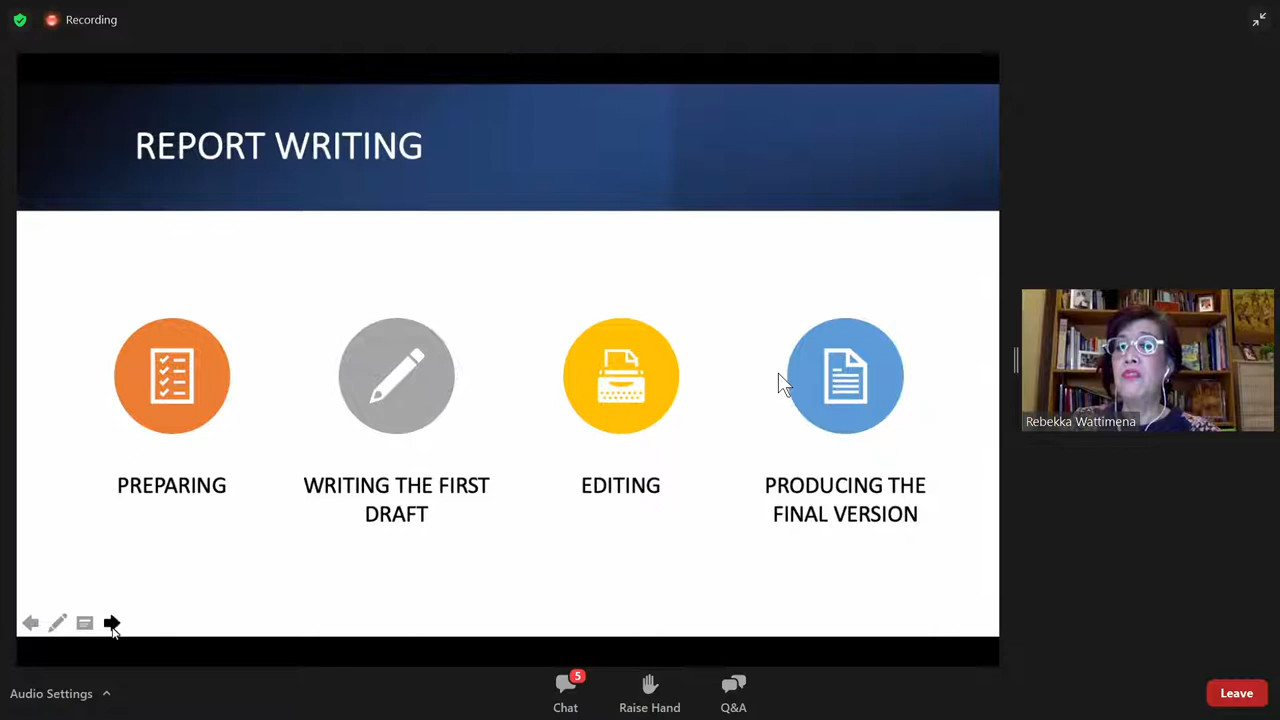 Recording
REPORT WRITING
PREPARING
WRITING THE FIRST
DRAFT
EDITING
PRODUCING THE
FINAL VERSION
Rebekka Wattimena
Audio Settings
5
Chat
Raise Hand
Q&A
Leave